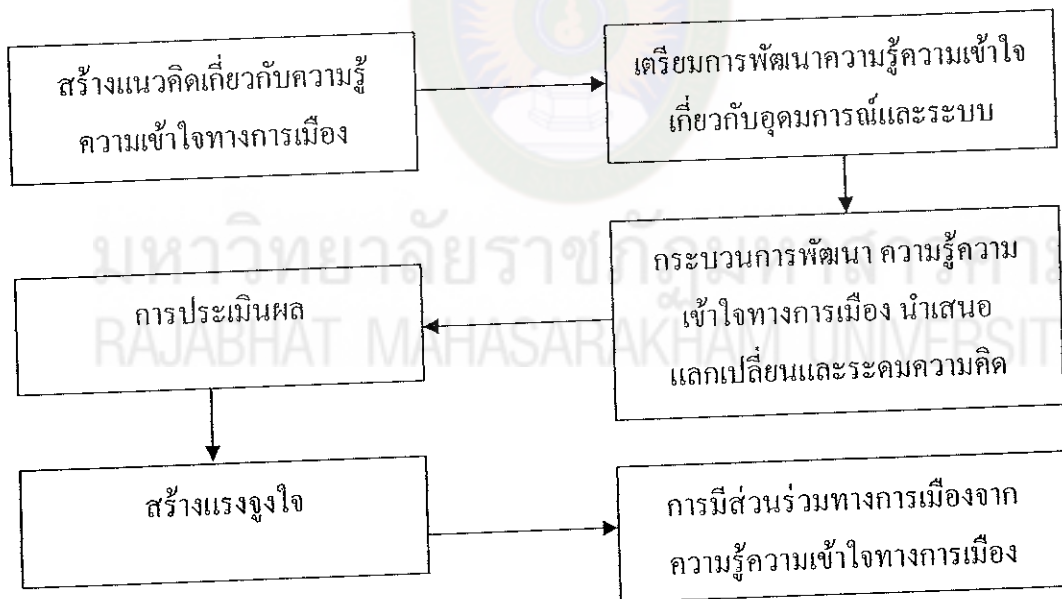 สร้างแนวคิดเกี่ยวกับความรู้
ความเข้าใจทางการเมือง
เตรียมการพัฒนาความรู้ความเข้าใจ
เกี่ยวกับอุดมการณ์และระบบ
กระบวนการพัฒนา ความรู้ความ
เข้าใจทางการเมือง นำเสนอ
แลกเปลี่ยนและระดมความคิด
การประเมินผล
สร้างแรงจูงใจ
การมีส่วนร่วมทางการเมืองจาก
ความรู้ความเข้าใจทางการเมือง
มหาวิทยาลัยราชภัฏมหาสารคาม
RAJABHAT MAHASARAKHAM UNIVERSIT